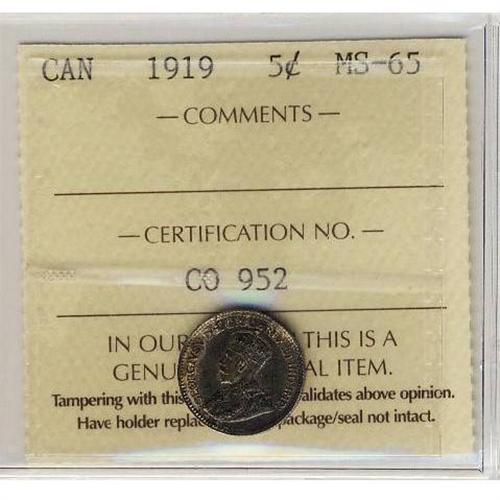 CAN 1919 5¢ MS-65
— COMMENTS —
— CERTIFICATION NO. —
CO 952
IN OUR THIS IS A
GENU AL ITEM.
Tampering with this alidates above opinion.
Have holder repla package/seal not intact.